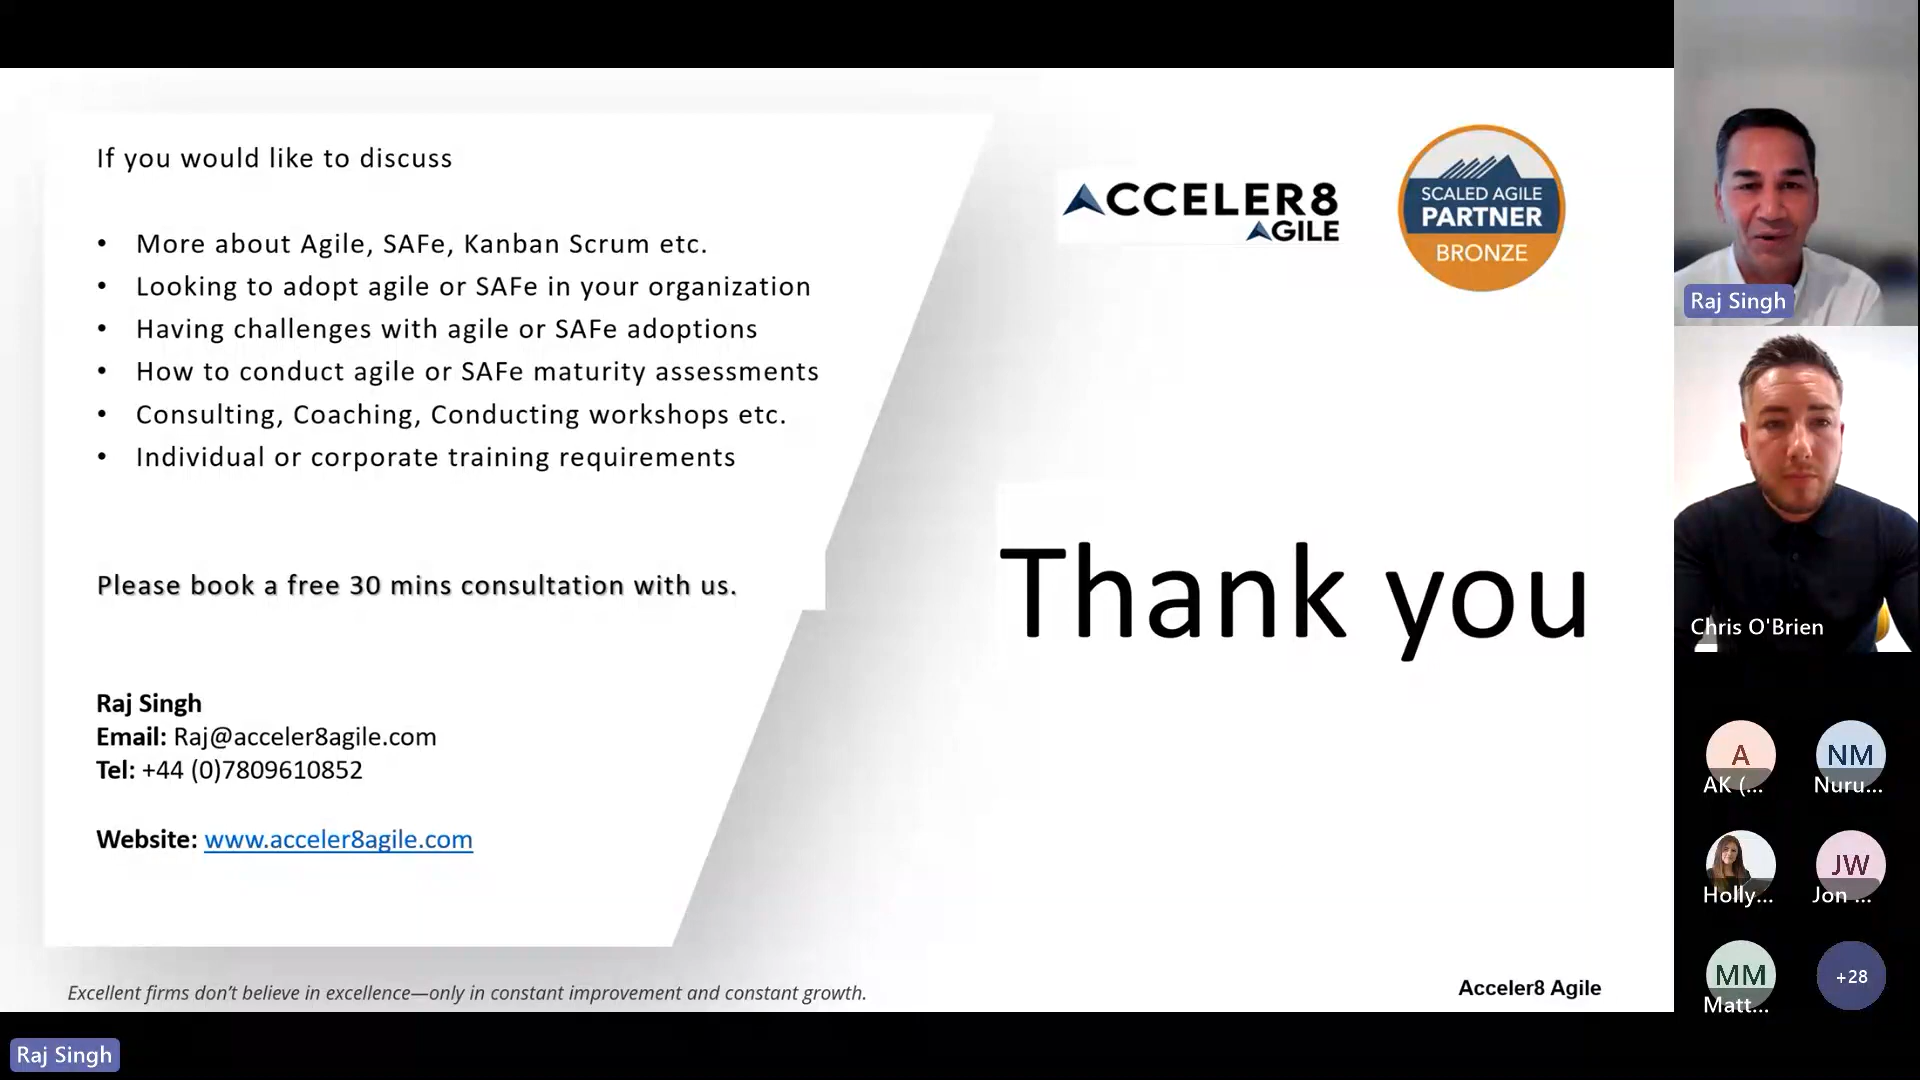 If you would like to discuss
• More about Agile, SAFe, Kanban Scrum etc.
• Looking to adopt agile or SAFe in your organization
• Having challenges with agile or SAFe adoptions
• How to conduct agile or SAFe maturity assessments
• Consulting, Coaching, Conducting workshops etc.
• Individual or corporate training requirements
Please book a free 30 mins consultation with us.
Raj Singh
Email: Raj@acceler8agile.com
Tel: +44 (0)7809610852
Website: www.acceler8agile.com
Excellent firms don't believe in excellence—only in constant improvement and constant growth.
ACCELER8
AGILE
SCALED AGILE
PARTNER
BRONZE
Thank you
Acceler8 Agile
Raj Singh
Chris O'Brien
A
AK (...
NM
Nuru...
Holly...
JW
Jon ...
MM
Matt...
+28
Raj Singh